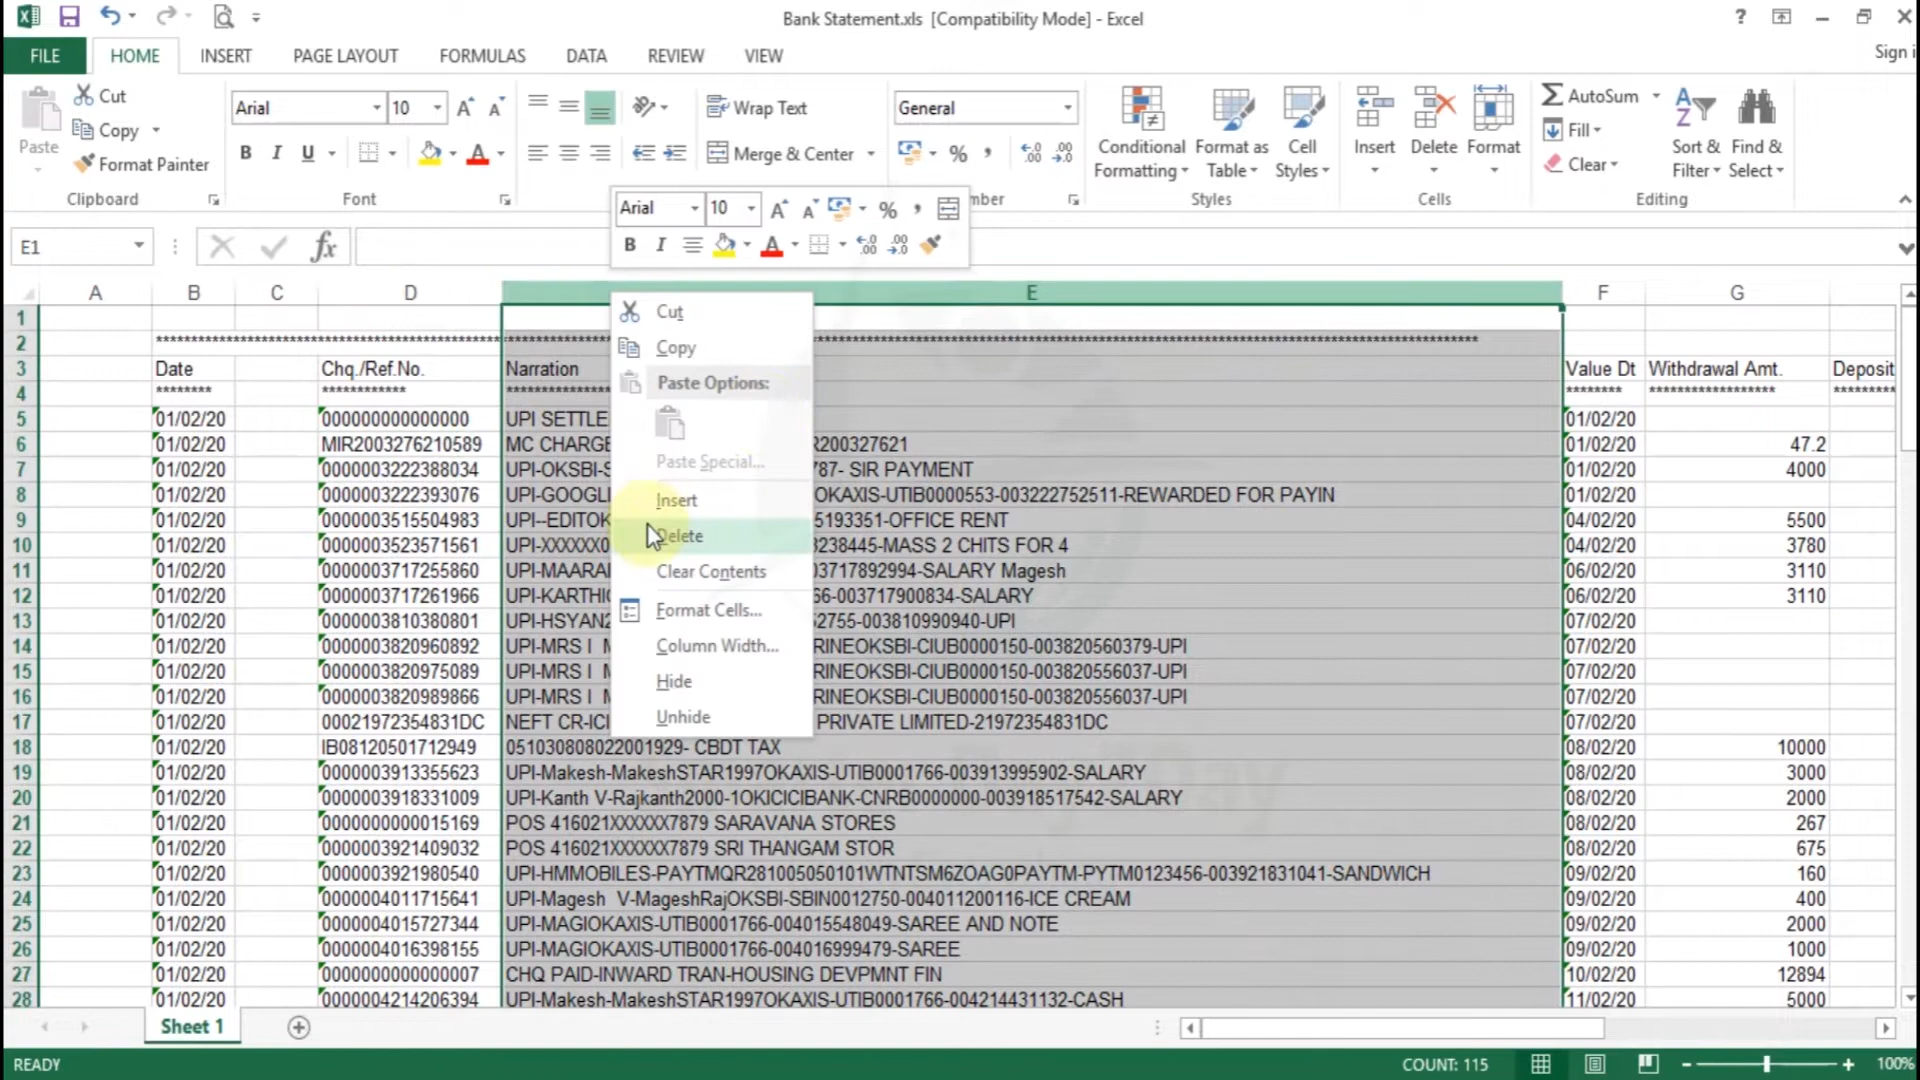 Bank Statement.xls [Compatibility Mode] - Excel
?
FILE HOME INSERT PAGE LAYOUT FORMULAS DATA REVIEW VIEW Sign i
Paste Cut Copy Format Painter
Arial 10
B I U
Wrap Text
Merge & Center
General
%
Conditional Formatting Format as Table Cell Styles
Insert Delete Format
AutoSum Fill Clear
Sort & Filter Find & Select
Clipboard Font mber Styles Cells Editing
Arial 10 %
B I A
E1 fx
A B C D E F G
Cut
Copy
Paste Options:
Paste Special...
Insert
Delete
Clear Contents
Format Cells...
Column Width...
Hide
Unhide
1
2
3 Date Chq./Ref.No. Narration Value Dt Withdrawal Amt. Deposit
4 ******** ************ ******** ******************
5 01/02/20 000000000000000 UPI SETTLE 01/02/20
6 01/02/20 MIR2003276210589 MC CHARGE R200327621 01/02/20 47.2
7 01/02/20 0000003222388034 UPI-OKSBI-S 787- SIR PAYMENT 01/02/20 4000
8 01/02/20 0000003222393076 UPI-GOOGLI OKAXIS-UTIB0000553-003222752511-REWARDED FOR PAYIN 01/02/20
9 01/02/20 0000003515504983 UPI--EDITOK 5193351-OFFICE RENT 04/02/20 5500
10 01/02/20 0000003523571561 UPI-XXXXXX0 3238445-MASS 2 CHITS FOR 4 04/02/20 3780
11 01/02/20 0000003717255860 UPI-MAARAI 03717892994-SALARY Magesh 06/02/20 3110
12 01/02/20 0000003717261966 UPI-KARTHIC 66-003717900834-SALARY 06/02/20 3110
13 01/02/20 0000003810380801 UPI-HSYAN2 52755-003810990940-UPI 07/02/20
14 01/02/20 0000003820960892 UPI-MRS I M RINEOKSBI-CIUB0000150-003820560379-UPI 07/02/20
15 01/02/20 0000003820975089 UPI-MRS I M RINEOKSBI-CIUB0000150-003820556037-UPI 07/02/20
16 01/02/20 0000003820989866 UPI-MRS I M RINEOKSBI-CIUB0000150-003820556037-UPI 07/02/20
17 01/02/20 00021972354831DC NEFT CR-ICI PRIVATE LIMITED-21972354831DC 07/02/20
18 01/02/20 IB08120501712949 051030808022001929- CBDT TAX 08/02/20 10000
19 01/02/20 0000003913355623 UPI-Makesh-MakeshSTAR1997OKAXIS-UTIB0001766-003913995902-SALARY 08/02/20 3000
20 01/02/20 0000003918331009 UPI-Kanth V-Rajkanth2000-1OKICICIBANK-CNRB0000000-003918517542-SALARY 08/02/20 2000
21 01/02/20 0000000000015169 POS 416021XXXXXX7879 SARAVANA STORES 08/02/20 267
22 01/02/20 0000003921409032 POS 416021XXXXXX7879 SRI THANGAM STOR 08/02/20 675
23 01/02/20 0000003921980540 UPI-HMMOBILES-PAYTMQR281005050101WTNTSM6ZOAG0PAYTM-PYTM0123456-003921831041-SANDWICH 09/02/20 160
24 01/02/20 0000004011715641 UPI-Magesh V-MageshRajOKSBI-SBIN0012750-004011200116-ICE CREAM 09/02/20 400
25 01/02/20 0000004015727344 UPI-MAGIOKAXIS-UTIB0001766-004015548049-SAREE AND NOTE 09/02/20 2000
26 01/02/20 0000004016398155 UPI-MAGIOKAXIS-UTIB0001766-004016999479-SAREE 09/02/20 1000
27 01/02/20 0000000000000007 CHQ PAID-INWARD TRAN-HOUSING DEVPMNT FIN 10/02/20 12894
28 01/02/20 0000004214206394 UPI-Makesh-MakeshSTAR1997OKAXIS-UTIB0001766-004214431132-CASH 11/02/20 5000
Sheet 1
READY COUNT: 115 100%